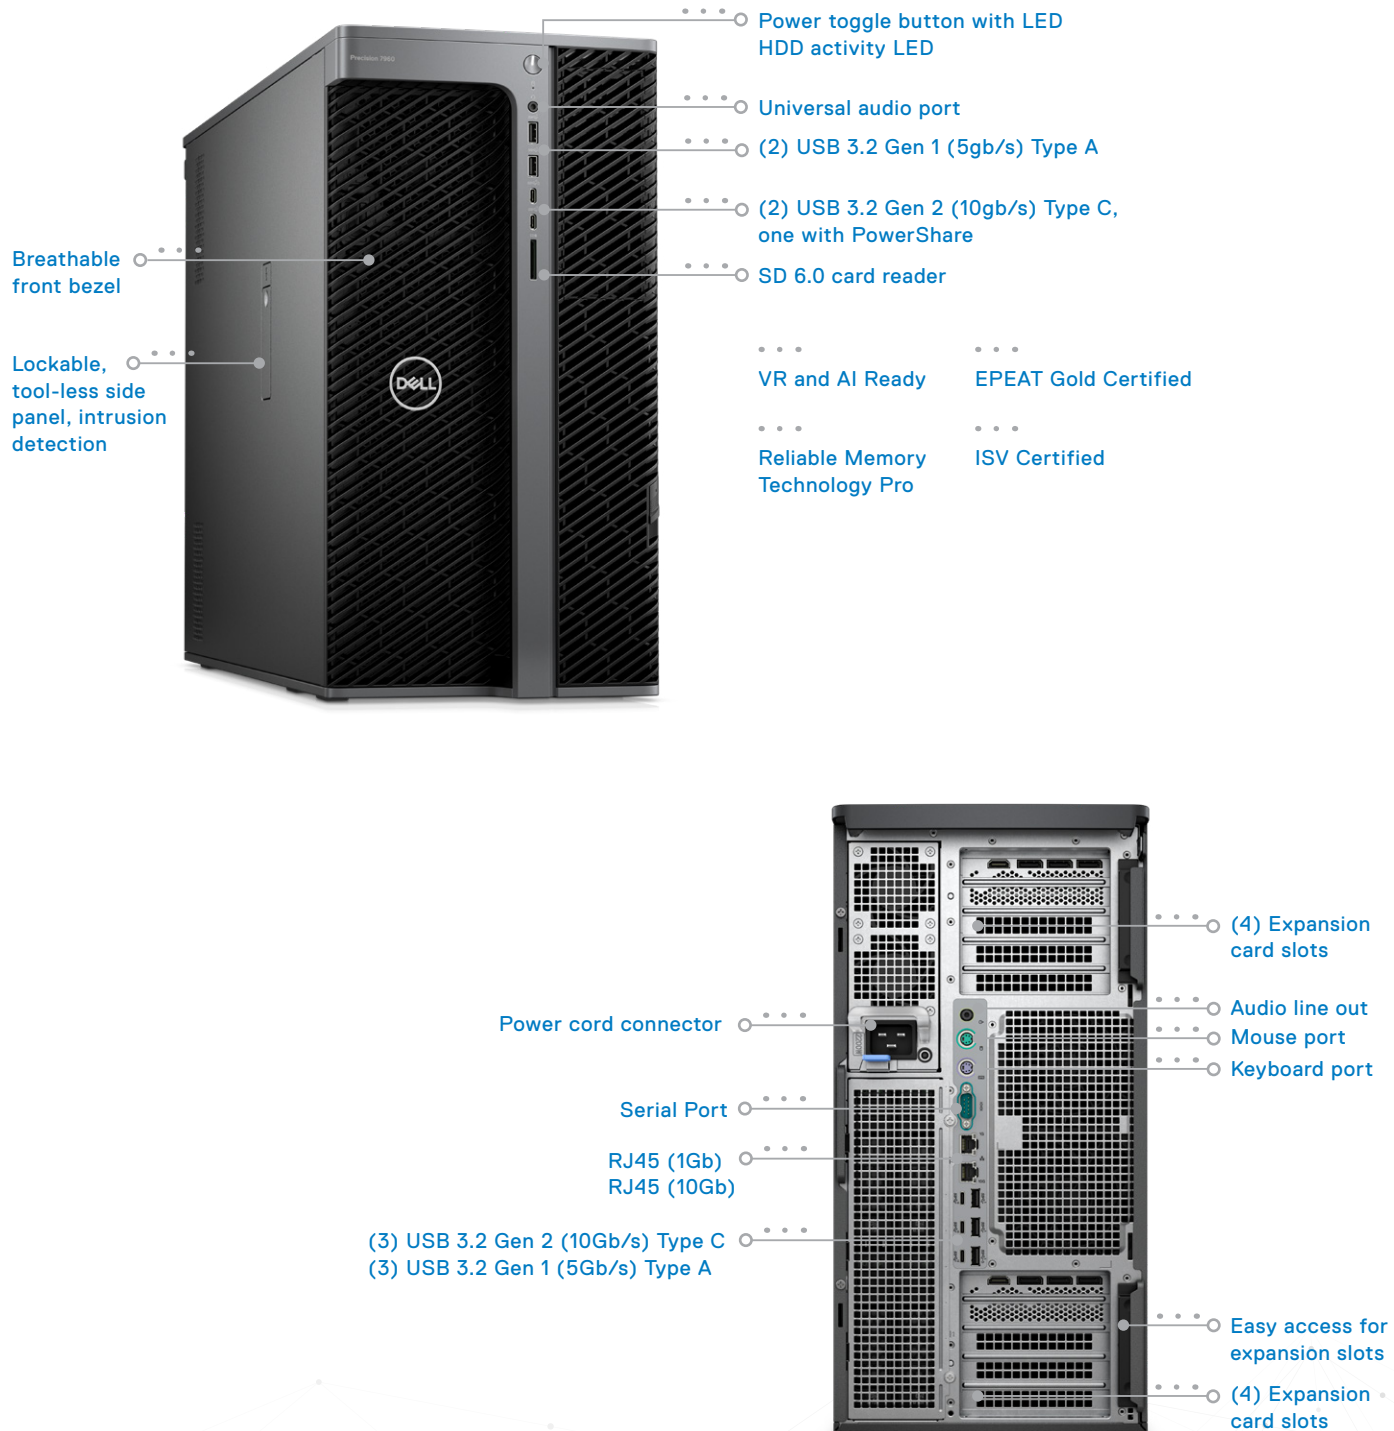 Power toggle button with LED
HDD activity LED
Precision 7960
Universal audio port
(2) USB 3.2 Gen 1 (5gb/s) Type A
(2) USB 3.2 Gen 2 (10gb/s) Type C,
one with PowerShare
Breathable
front bezel
SD 6.0 card reader
Lockable,
tool-less side
panel, intrusion
detection
DELL
VR and AI Ready
EPEAT Gold Certified
Reliable Memory
Technology Pro
ISV Certified
(4) Expansion
card slots
Power cord connector
Audio line out
Mouse port
Keyboard port
Serial Port
RJ45 (1Gb)
RJ45 (10Gb)
(3) USB 3.2 Gen 2 (10Gb/s) Type C
(3) USB 3.2 Gen 1 (5Gb/s) Type A
Easy access for
expansion slots
(4) Expansion
card slots